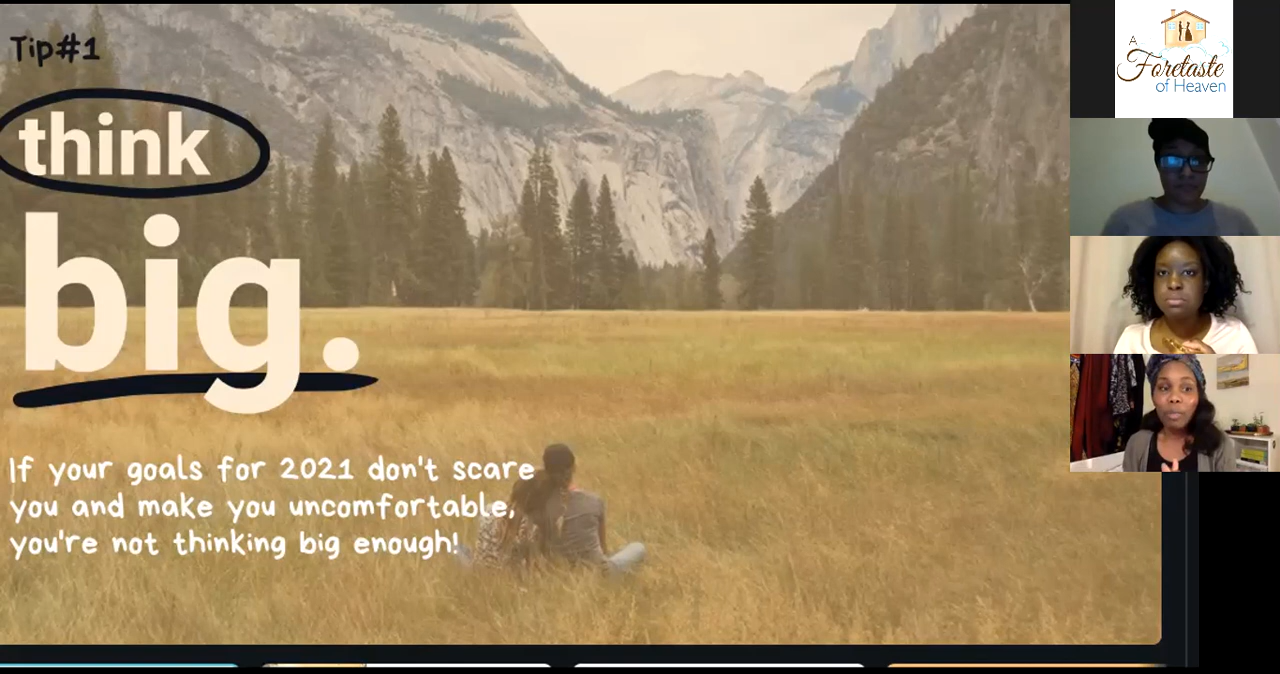 Tip#1
think
big.
If your goals for 2021 don't scare
you and make you uncomfortable,
you're not thinking big enough!
A
Foretaste
of Heaven